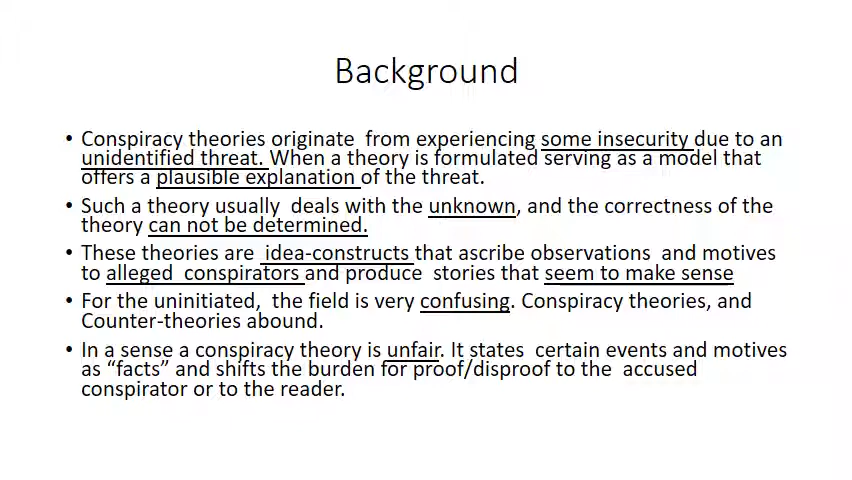 Background
• Conspiracy theories originate  from experiencing some insecurity due to an
unidentified threat. When a theory is formulated serving as a model that
offers a plausible explanation of the threat.
• Such a theory usually  deals with the unknown, and the correctness of the
theory can not be determined.
• These theories are  idea-constructs that ascribe observations  and motives
to alleged  conspirators and produce  stories that seem to make sense
• For the uninitiated,  the field is very confusing. Conspiracy theories, and
Counter-theories abound.
• In a sense a conspiracy theory is unfair. It states  certain events and motives
as “facts” and shifts the burden for proof/disproof to the  accused
conspirator or to the reader.